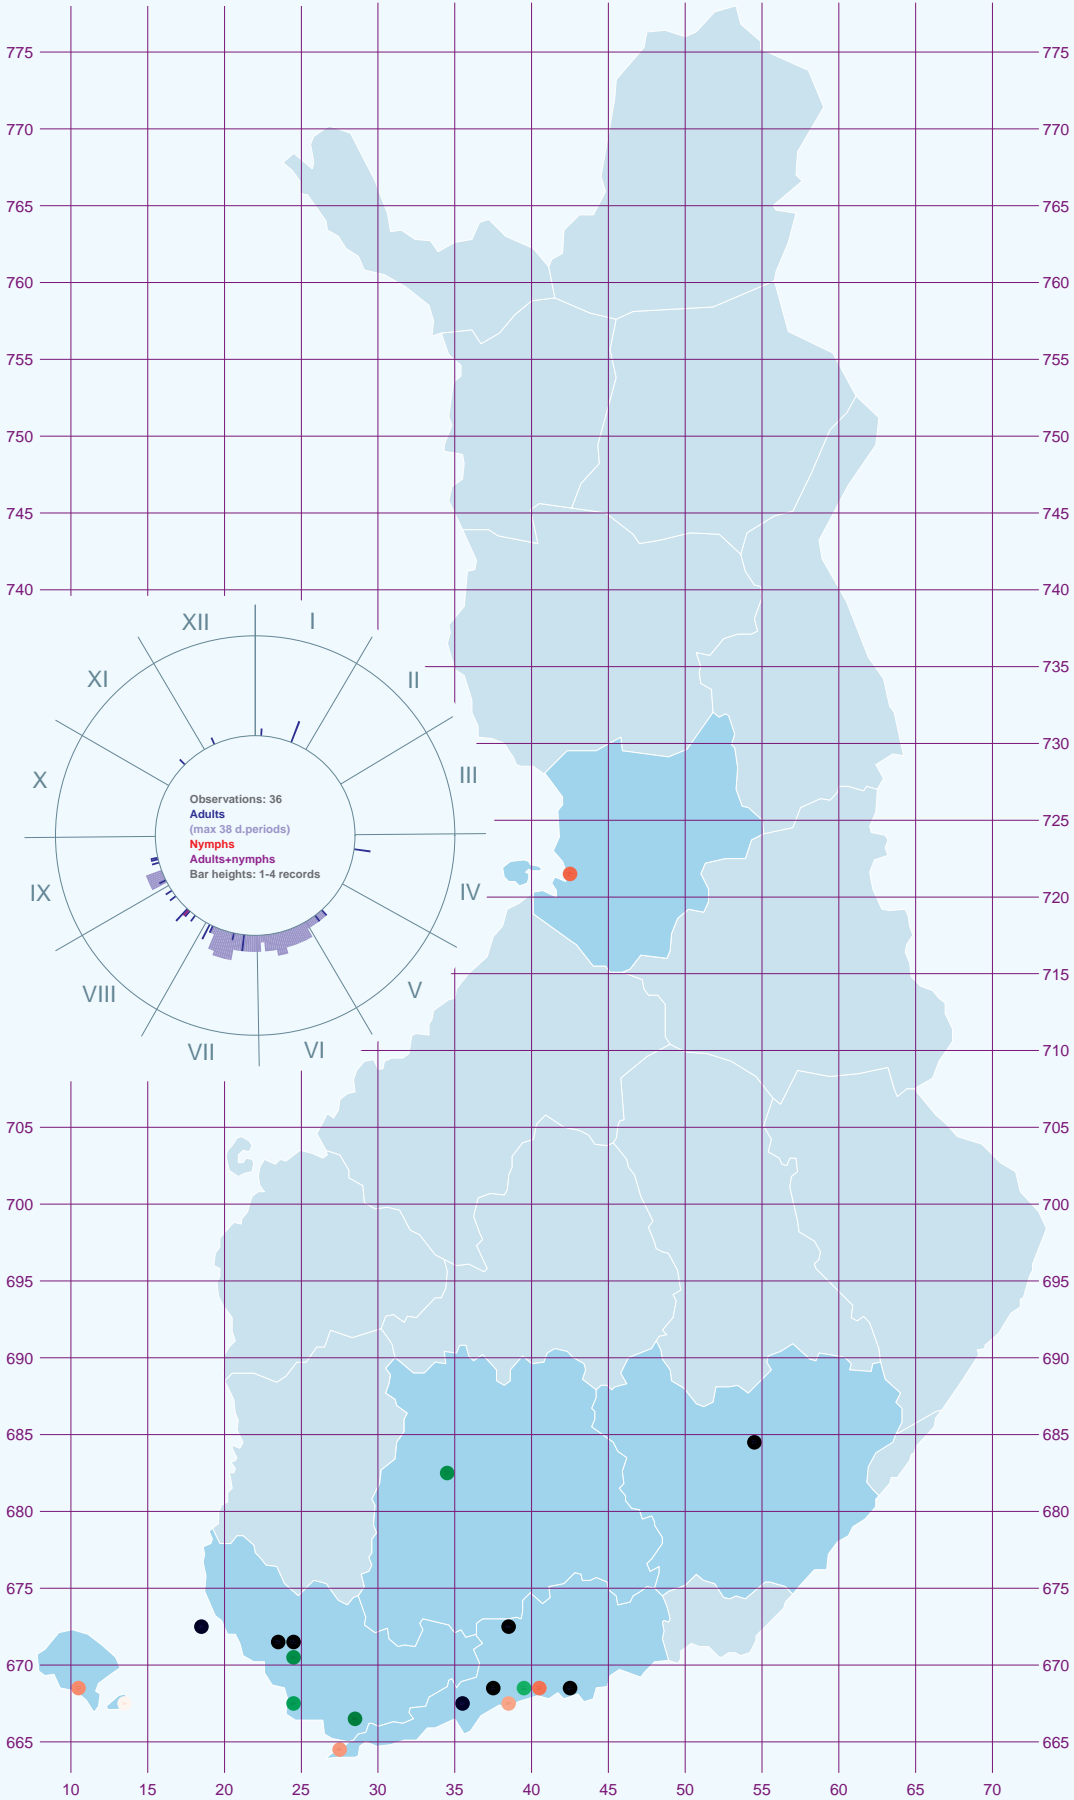 775 775
770 770
765 765
760 760
755 755
750 750
745 745
740 740
XII I
XI II
735
730
X III
Observations: 36
Adults
(max 38 d.periods)
Nymphs
Adults+nymphs
Bar heights: 1-4 records
725
IX IV
720
VIII V
715
VII VI
710
705 705
700 700
695 695
690 690
685 685
680 680
675 675
670 670
665 665
10 15 20 25 30 35 40 45 50 55 60 65 70